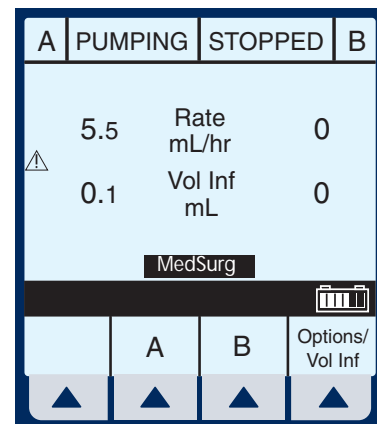 A PUMPING STOPPED B
5.5 Rate mL/hr 0
0.1 Vol Inf mL 0
MedSurg
A B Options/ Vol Inf